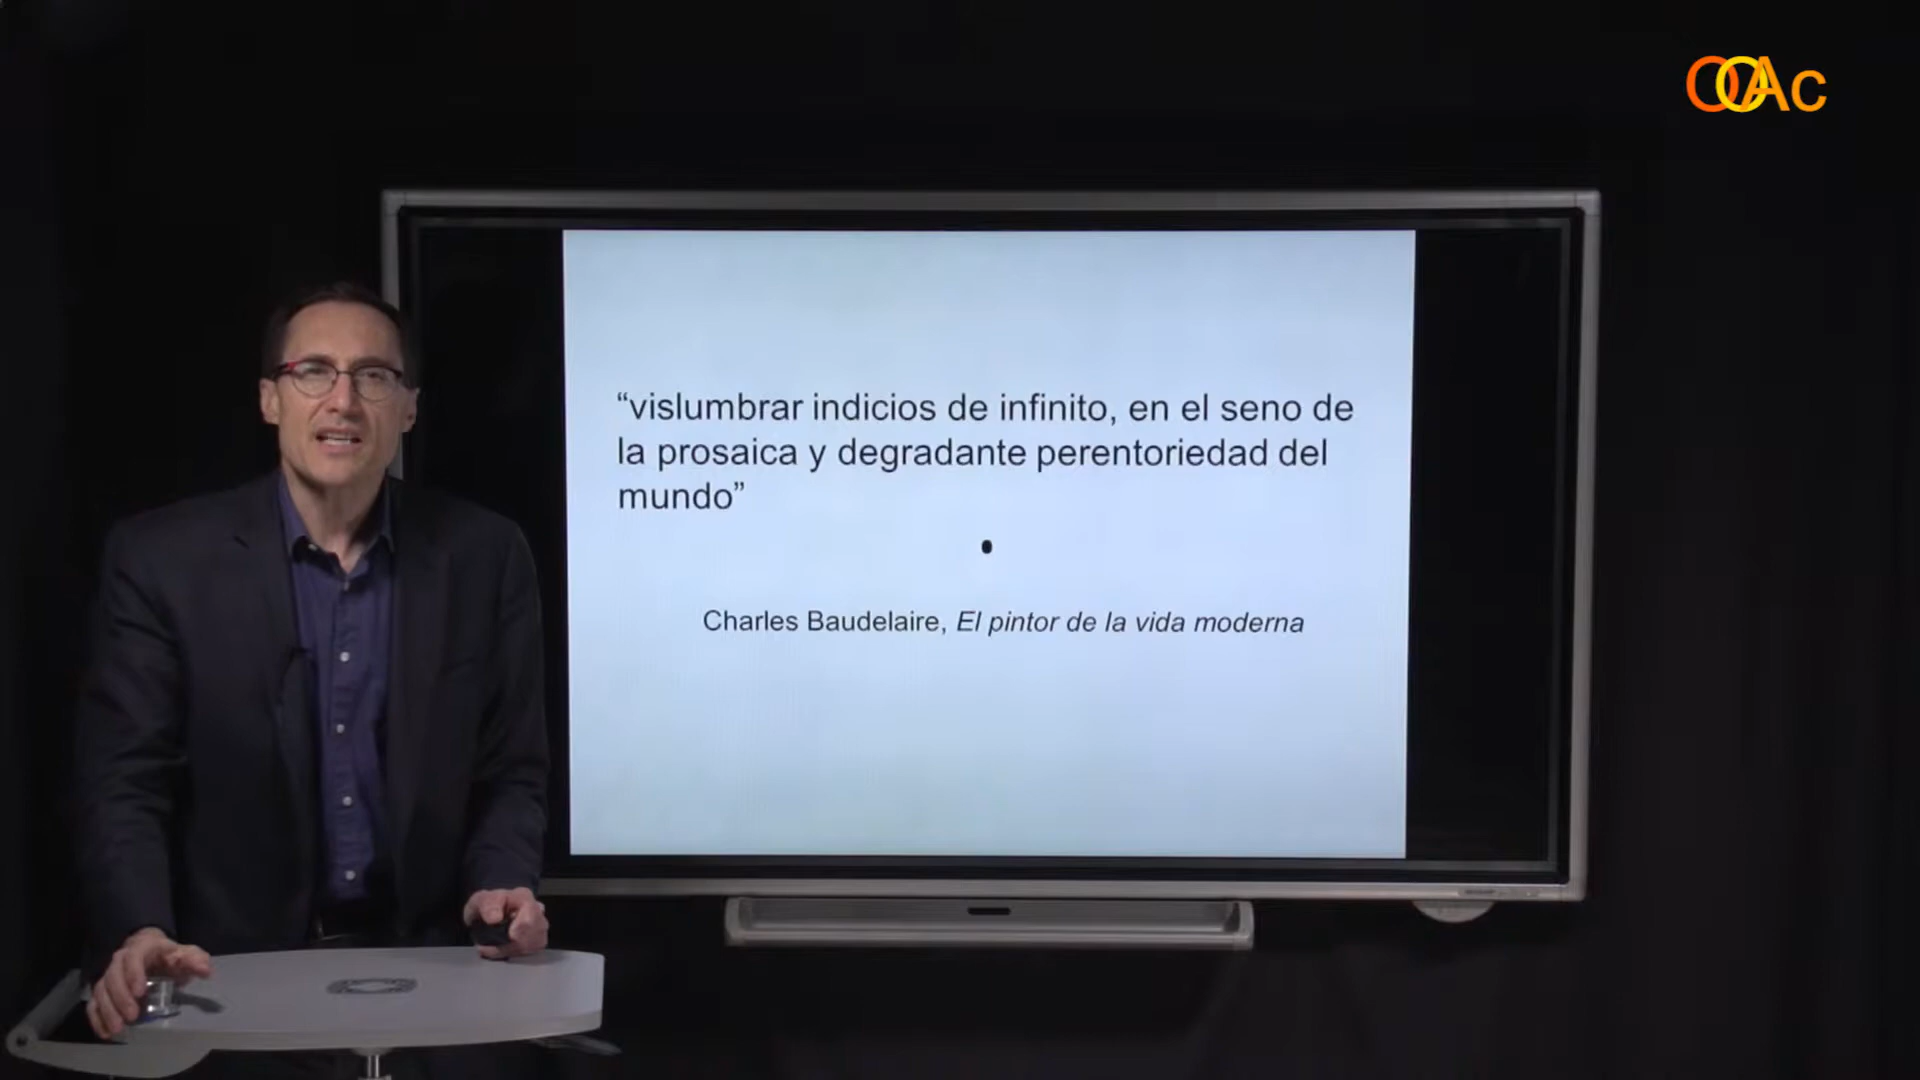 OOAc
“vislumbrar indicios de infinito, en el seno de
la prosaica y degradante perentoriedad del
mundo”
Charles Baudelaire, El pintor de la vida moderna